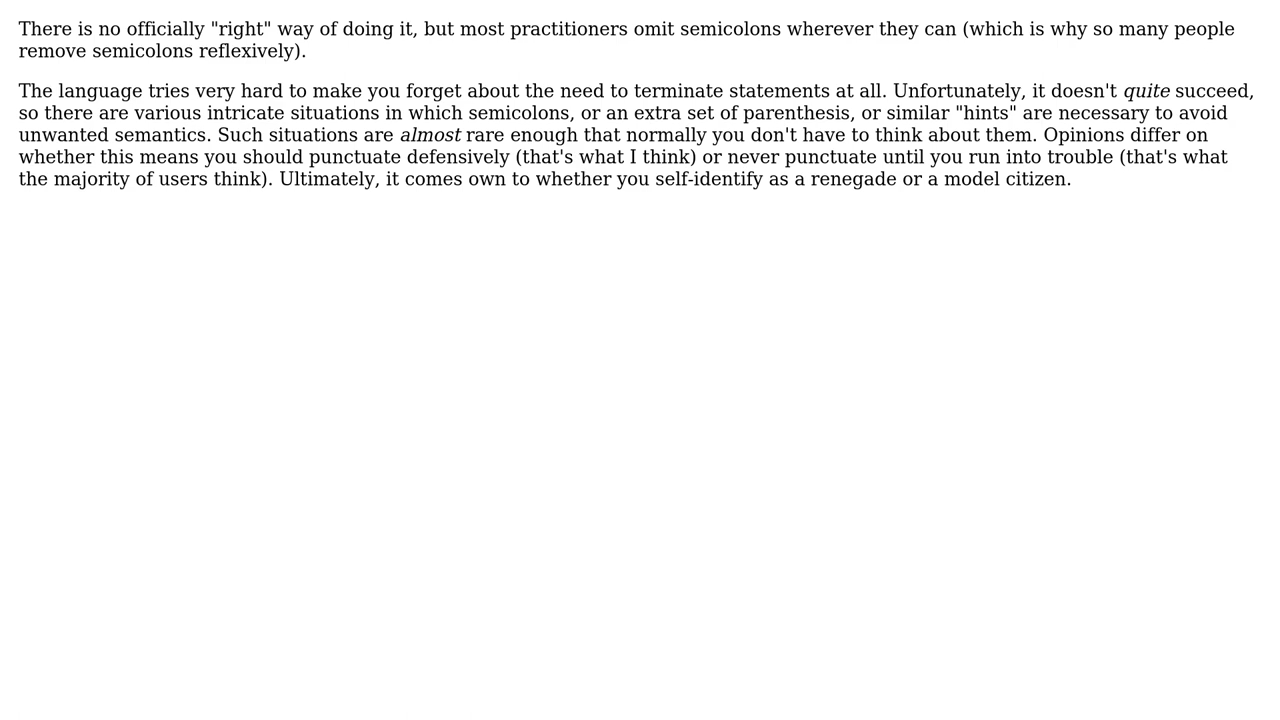 There is no officially "right" way of doing it, but most practitioners omit semicolons wherever they can (which is why so many people
remove semicolons reflexively).
The language tries very hard to make you forget about the need to terminate statements at all. Unfortunately, it doesn't quite succeed,
so there are various intricate situations in which semicolons, or an extra set of parenthesis, or similar "hints" are necessary to avoid
unwanted semantics. Such situations are almost rare enough that normally you don't have to think about them. Opinions differ on
whether this means you should punctuate defensively (that's what I think) or never punctuate until you run into trouble (that's what
the majority of users think). Ultimately, it comes own to whether you self-identify as a renegade or a model citizen.